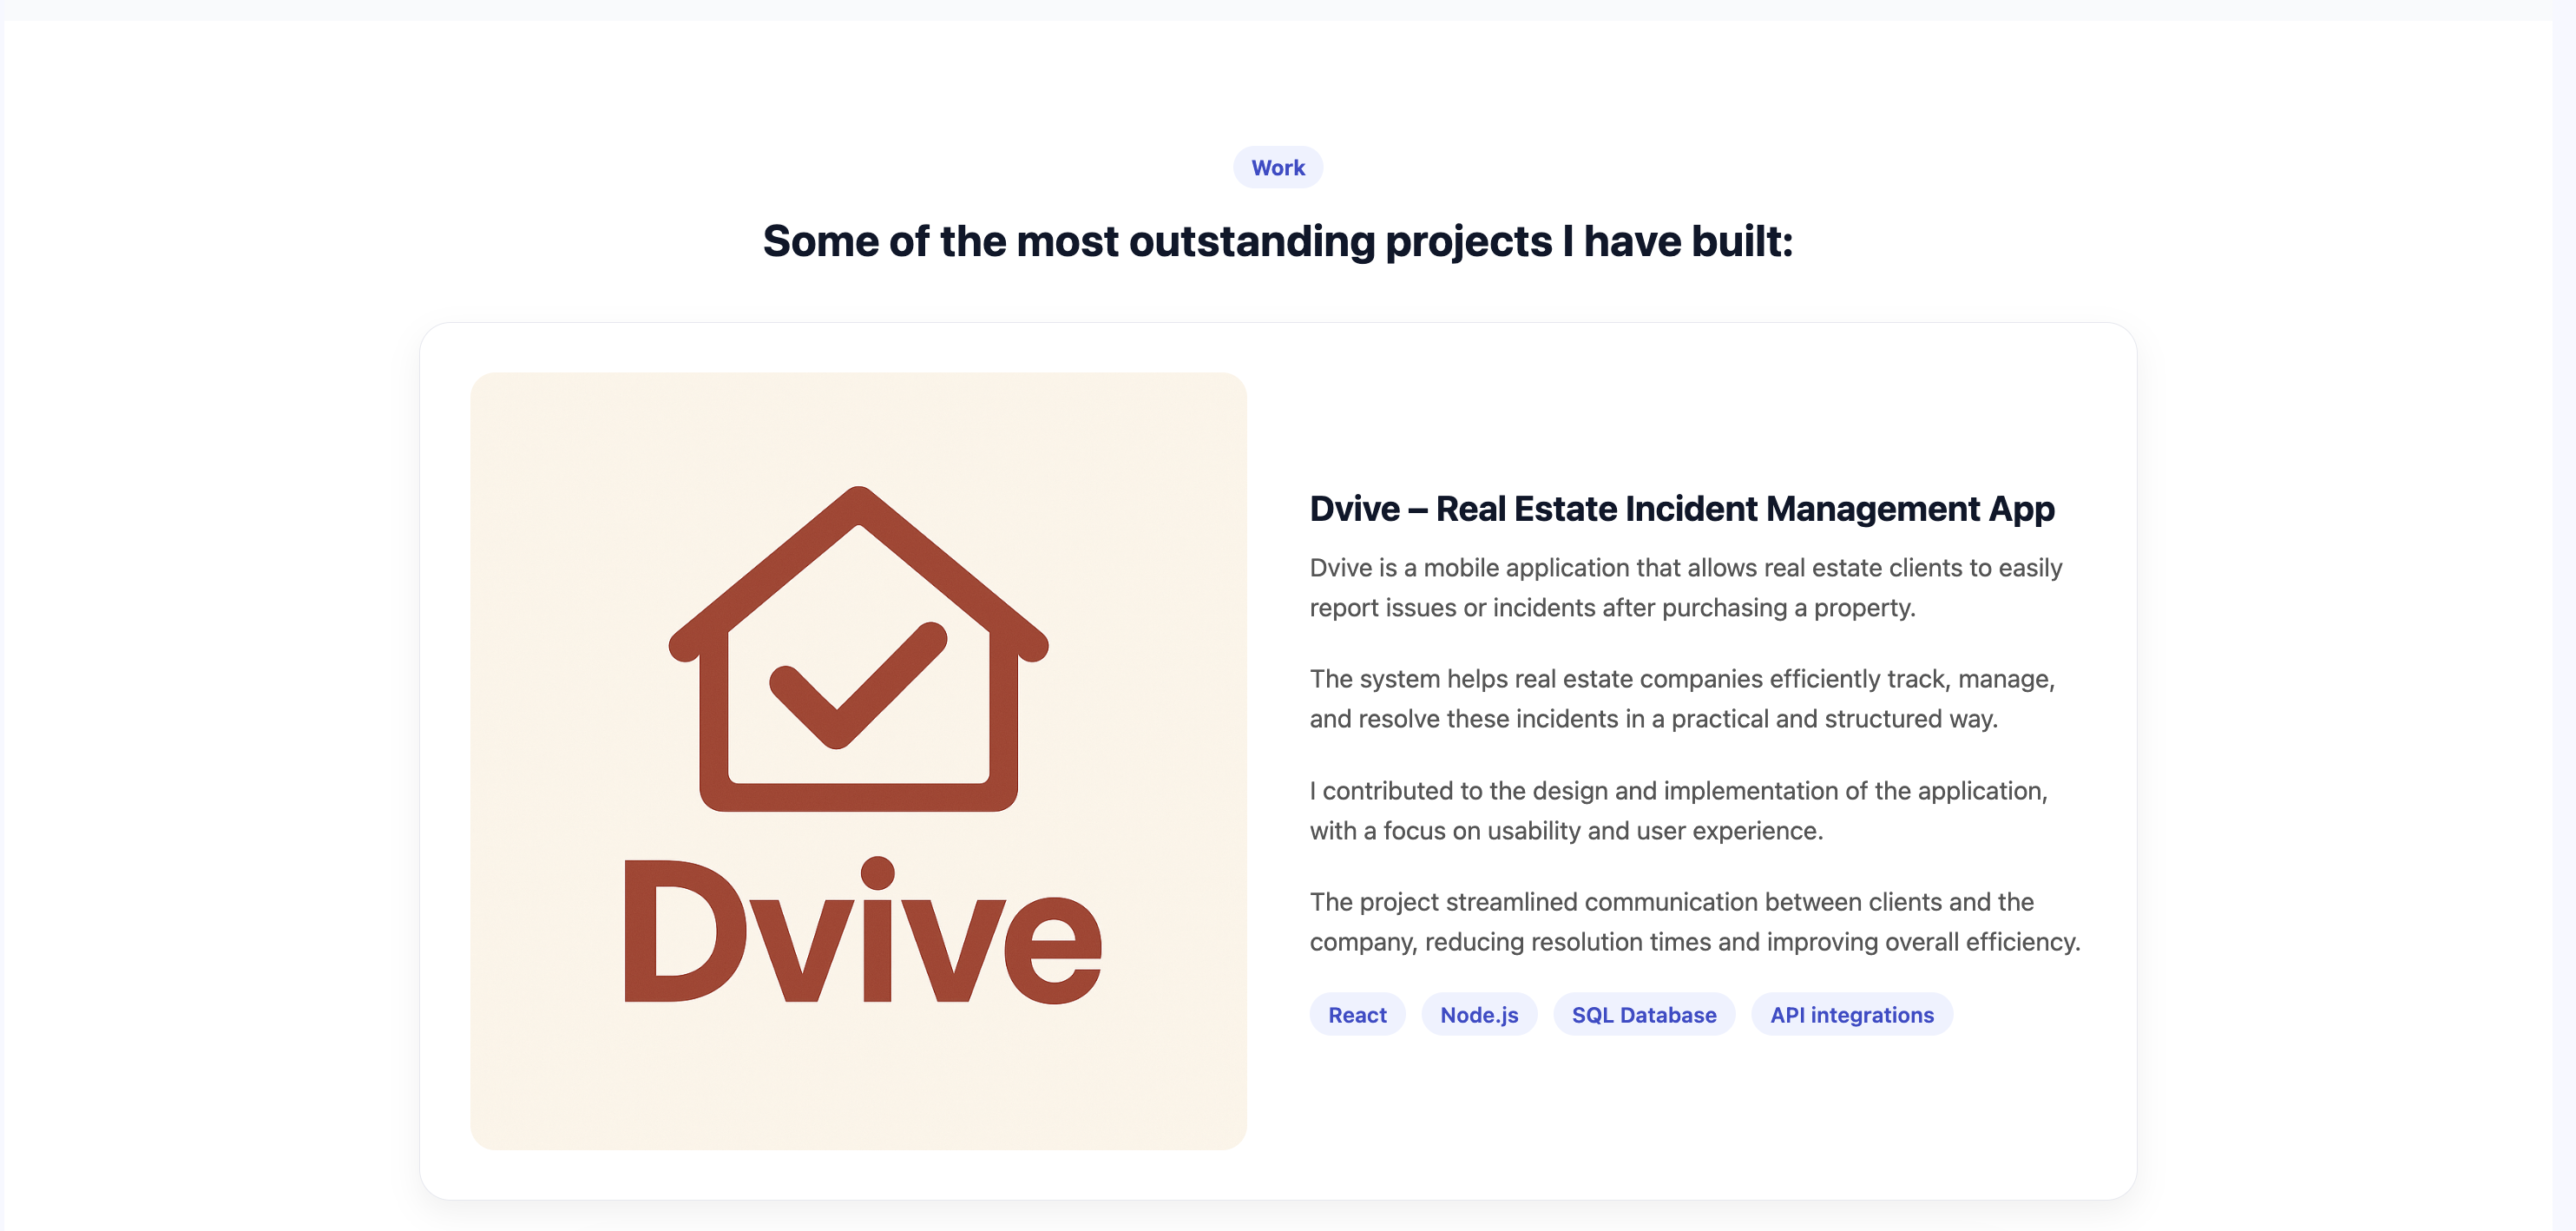 Work
Some of the most outstanding projects I have built:
Dvive
Dvive – Real Estate Incident Management App
Dvive is a mobile application that allows real estate clients to easily
report issues or incidents after purchasing a property.
The system helps real estate companies efficiently track, manage,
and resolve these incidents in a practical and structured way.
I contributed to the design and implementation of the application,
with a focus on usability and user experience.
The project streamlined communication between clients and the
company, reducing resolution times and improving overall efficiency.
React Node.js SQL Database API integrations